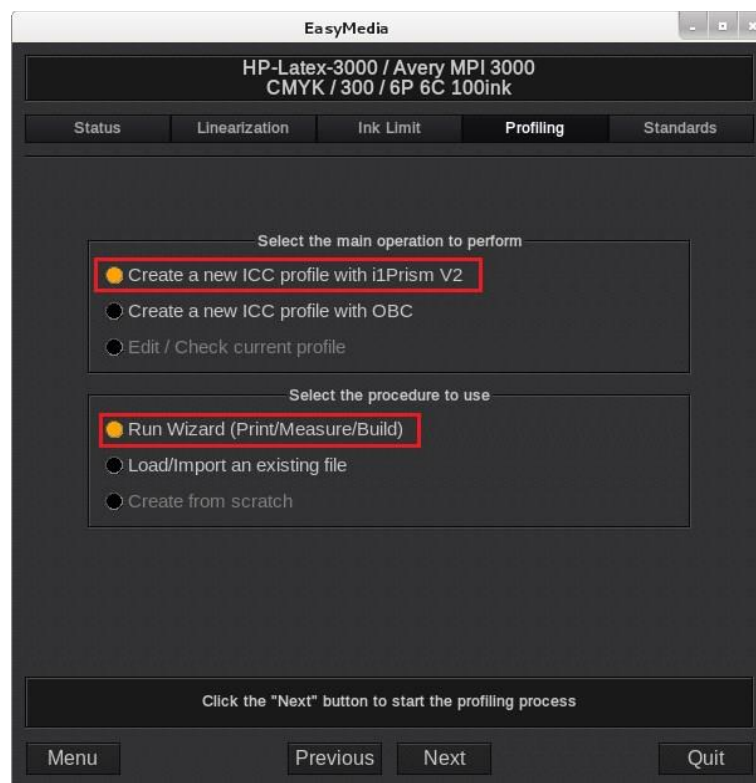 EasyMedia
HP-Latex-3000 / Avery MPI 3000
CMYK / 300 / 6P 6C 100ink
Status Linearization Ink Limit Profiling Standards
Select the main operation to perform
Create a new ICC profile with i1Prism V2
Create a new ICC profile with OBC
Edit / Check current profile
Select the procedure to use
Run Wizard (Print/Measure/Build)
Load/Import an existing file
Create from scratch
Click the "Next" button to start the profiling process
Menu Previous Next Quit